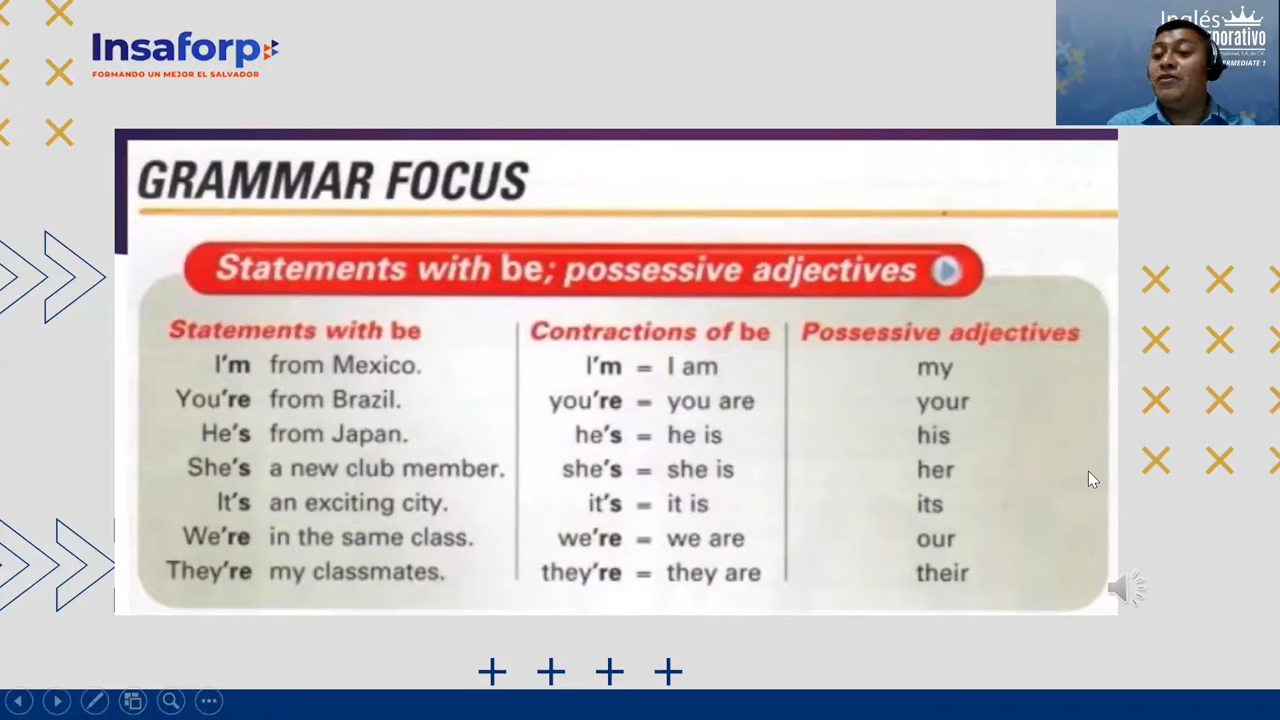 Insaforp
FORMANDO UN MEJOR EL SALVADOR
Inglés
INTERMEDIATE 1
GRAMMAR FOCUS
Statements with be; possessive adjectives
Statements with be Contractions of be Possessive adjectives
I'm from Mexico. I'm = I am my
You're from Brazil. you're = you are your
He's from Japan. he's = he is his
She's a new club member. she's = she is her
It's an exciting city. it's = it is its
We're in the same class. we're = we are our
They're my classmates. they're = they are their